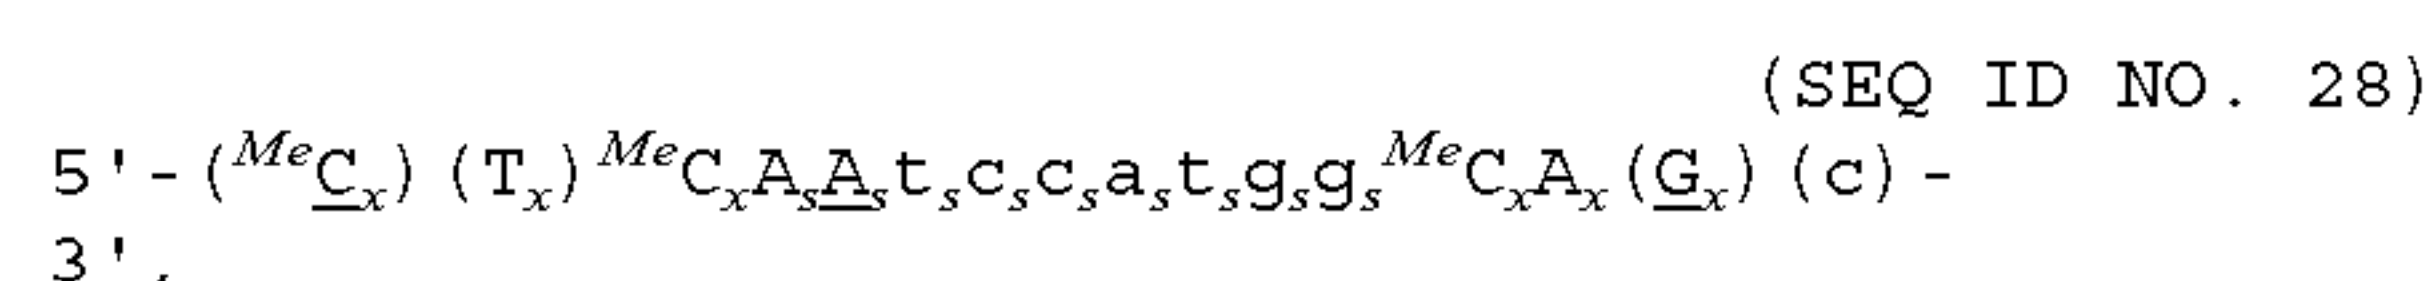 (SEQ ID NO. 28)
5'-(MeCx)(Tx)MeCxAsAstscscsastsgsgsMeCxAx(Gx)(c)-
3',